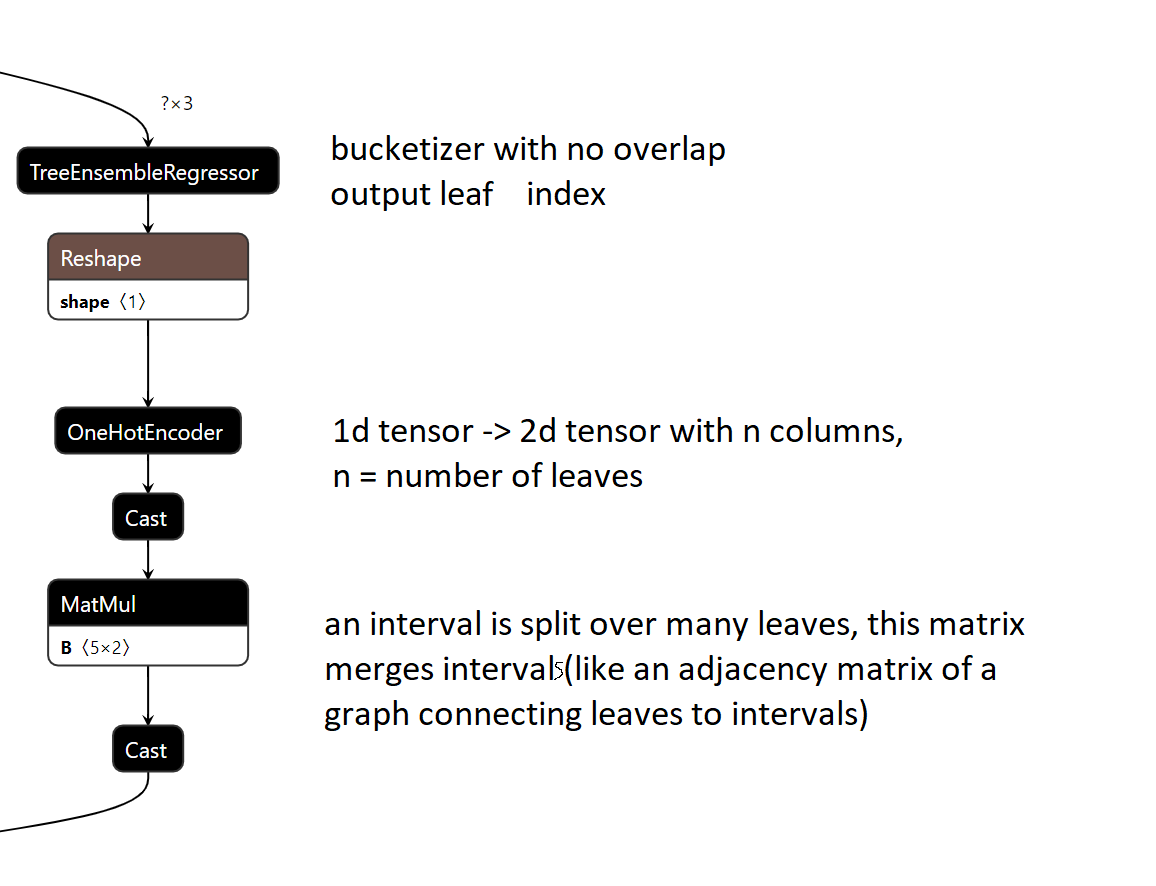 ?×3
TreeEnsembleRegressor
bucketizer with no overlap
output leaf index
Reshape
shape 〈1〉
OneHotEncoder
1d tensor -> 2d tensor with n columns,
n = number of leaves
Cast
MatMul
B 〈5×2〉
an interval is split over many leaves, this matrix
merges intervals(like an adjacency matrix of a
graph connecting leaves to intervals)
Cast